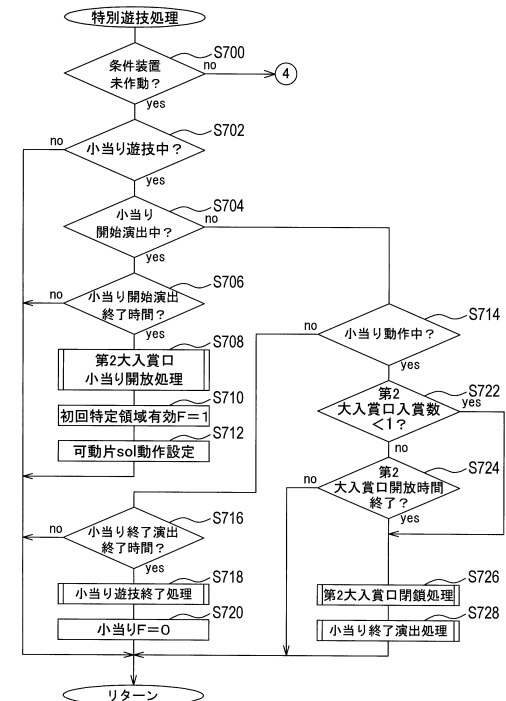 特別遊技処理
条件装置
未作動？
S700
no
4
yes
小当り遊技中？
S702
no
yes
小当り
開始演出中？
S704
no
yes
小当り開始演出
終了時間？
S706
no
yes
第2大入賞口
小当り開放処理
S708
初回特定領域有効F=1
S710
可動片sol動作設定
S712
小当り動作中？
S714
no
yes
第2
大入賞口入賞数
<1？
S722
yes
no
第2
大入賞口開放時間
終了？
S724
no
yes
小当り終了演出
終了時間？
S716
no
yes
小当り遊技終了処理
S718
小当りF=0
S720
第2大入賞口閉鎖処理
S726
小当り終了演出処理
S728
リターン